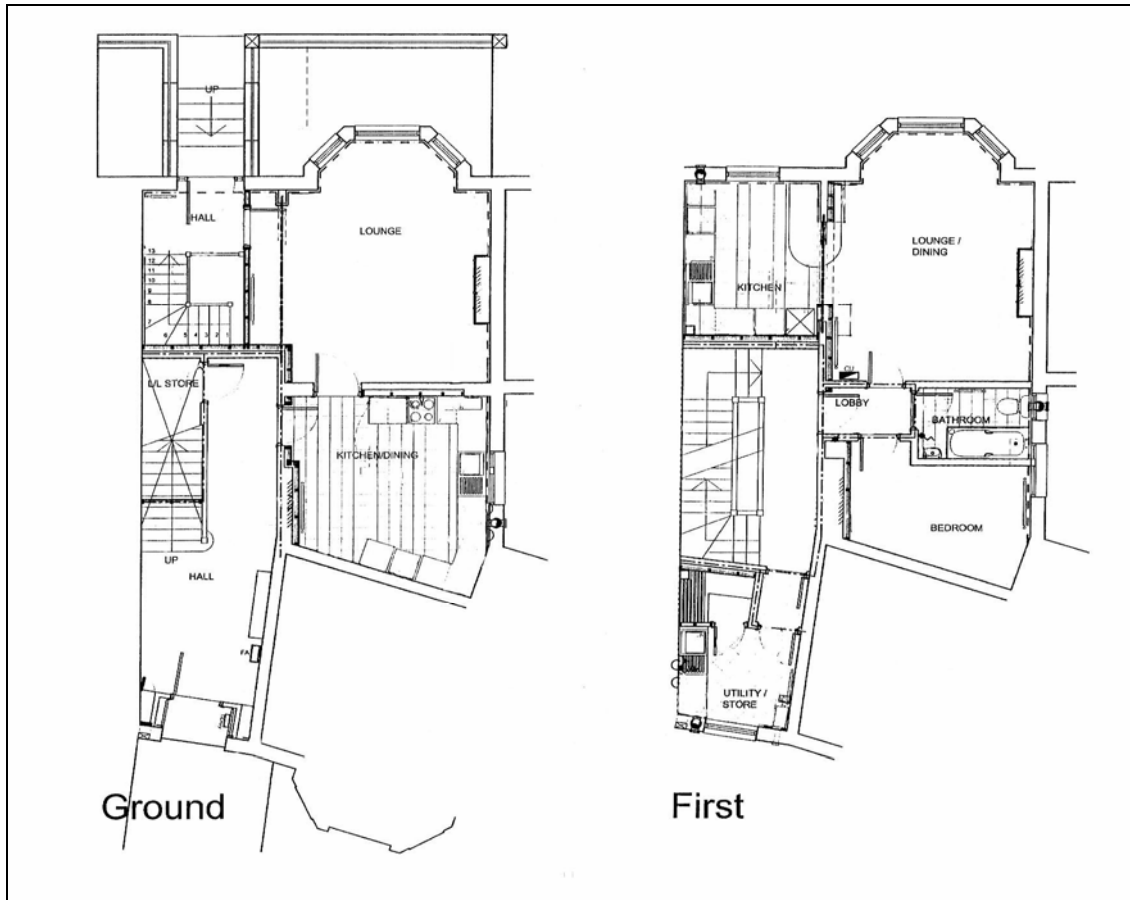 UP
HALL
LOUNGE
13
12
11
10
9
8
7
6 5 4 3 2 1
L/L STORE
KITCHEN/DINING
UP
HALL
FA
Ground
LOUNGE /
DINING
KITCHEN
CU
LOBBY
BATHROOM
BEDROOM
UTILITY /
STORE
First